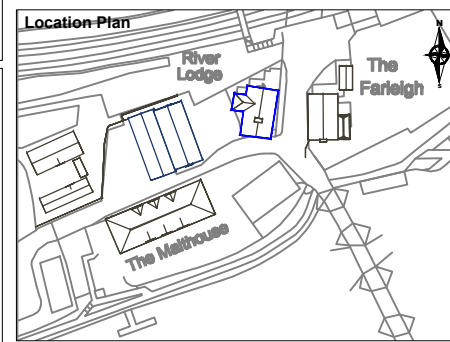 Location Plan
N
River
Lodge
The
Farleigh
S
The Malthouse